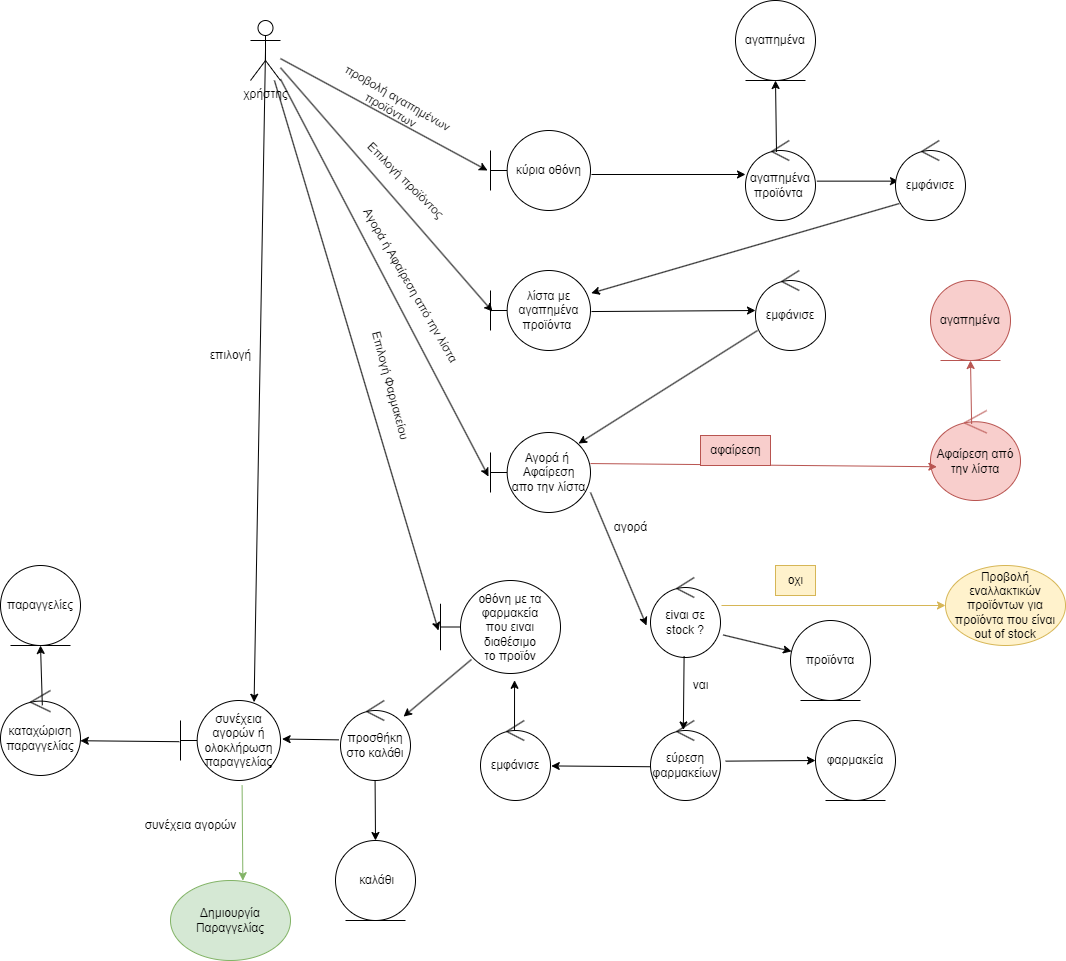 αγαπημένα
χρήστης
προβολή αγαπημένων
προϊόντων
κύρια οθόνη
αγαπημένα
προϊόντα
εμφάνισε
Επιλογή προϊόντος
Αγορά ή Αφαίρεση από την λίστα
λίστα με
αγαπημένα
προϊόντα
εμφάνισε
αγαπημένα
επιλογή
Επιλογή Φαρμακείου
Αγορά ή
Αφαίρεση
απο την λίστα
αφαίρεση
Αφαίρεση από
την λίστα
αγορά
παραγγελίες
οθόνη με τα
φαρμακεία
που ειναι
διαθέσιμο
το προϊόν
είναι σε
stock ?
οχι
Προβολή
εναλλακτικών
προϊόντων για
προϊόντα που είναι
out of stock
προϊόντα
ναι
καταχώριση
παραγγελίας
συνέχεια
αγορών ή
ολοκλήρωση
παραγγελίας
προσθήκη
στο καλάθι
εμφάνισε
εύρεση
φαρμακείων
φαρμακεία
συνέχεια αγορών
καλάθι
Δημιουργία
Παραγγελίας